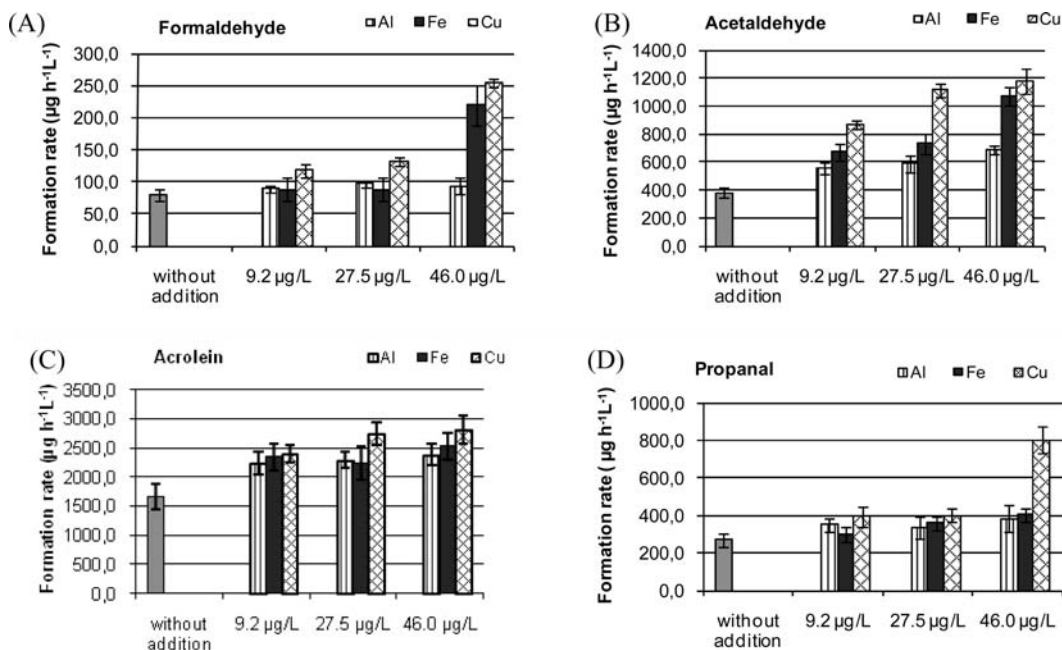 (A)
Formaldehyde
Al Fe Cu
Formation rate (µg h⁻¹L⁻¹)
300,0
250,0
200,0
150,0
100,0
50,0
0,0
without addition
9.2 µg/L
27.5 µg/L
46.0 µg/L
(B)
Acetaldehyde
Al Fe Cu
Formation rate (µg h⁻¹L⁻¹)
1400,0
1200,0
1000,0
800,0
600,0
400,0
200,0
0,0
without
addition
9.2 µg/L
27.5 µg/L
46.0 µg/L
(C)
Acrolein
Al Fe Cu
Formation rate (µg h⁻¹L⁻¹)
3500,0
3000,0
2500,0
2000,0
1500,0
1000,0
500,0
0,0
without
addition
9.2 µg/L
27.5 µg/L
46.0 µg/L
(D)
Propanal
Al Fe Cu
Formation rate ( µg h⁻¹L⁻¹)
1000,0
800,0
600,0
400,0
200,0
0,0
without
addition
9.2 µg/L
27.5 µg/L
46.0 µg/L